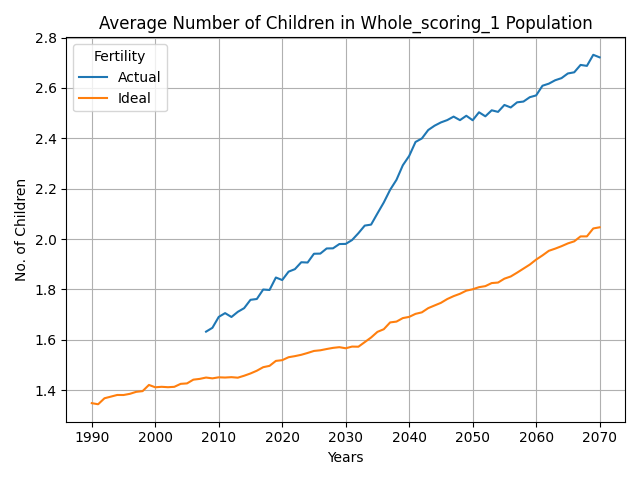 Average Number of Children in Whole_scoring_1 Population
Fertility
Actual
Ideal
No. of Children
2.8
2.6
2.4
2.2
2.0
1.8
1.6
1.4
1990 2000 2010 2020 2030 2040 2050 2060 2070
Years